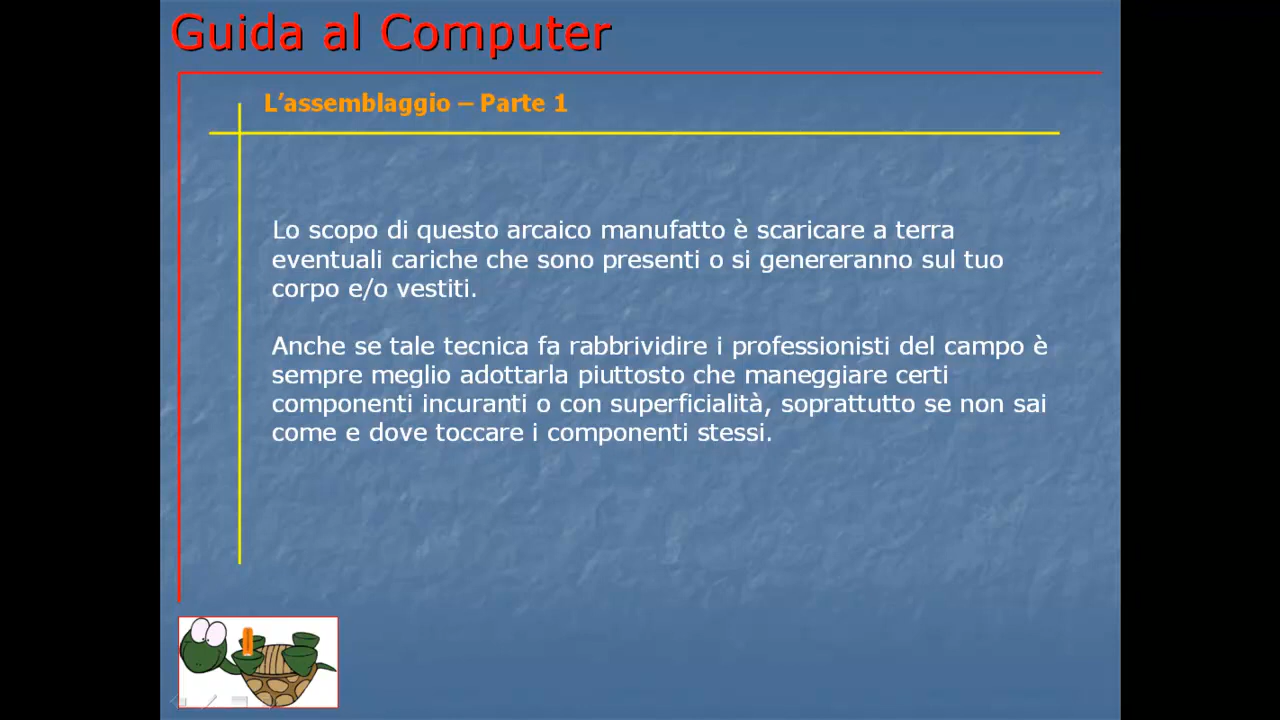 Guida al Computer
L’assemblaggio – Parte 1
Lo scopo di questo arcaico manufatto è scaricare a terra
eventuali cariche che sono presenti o si genereranno sul tuo
corpo e/o vestiti.
Anche se tale tecnica fa rabbrividire i professionisti del campo è
sempre meglio adottarla piuttosto che maneggiare certi
componenti incuranti o con superficialità, soprattutto se non sai
come e dove toccare i componenti stessi.